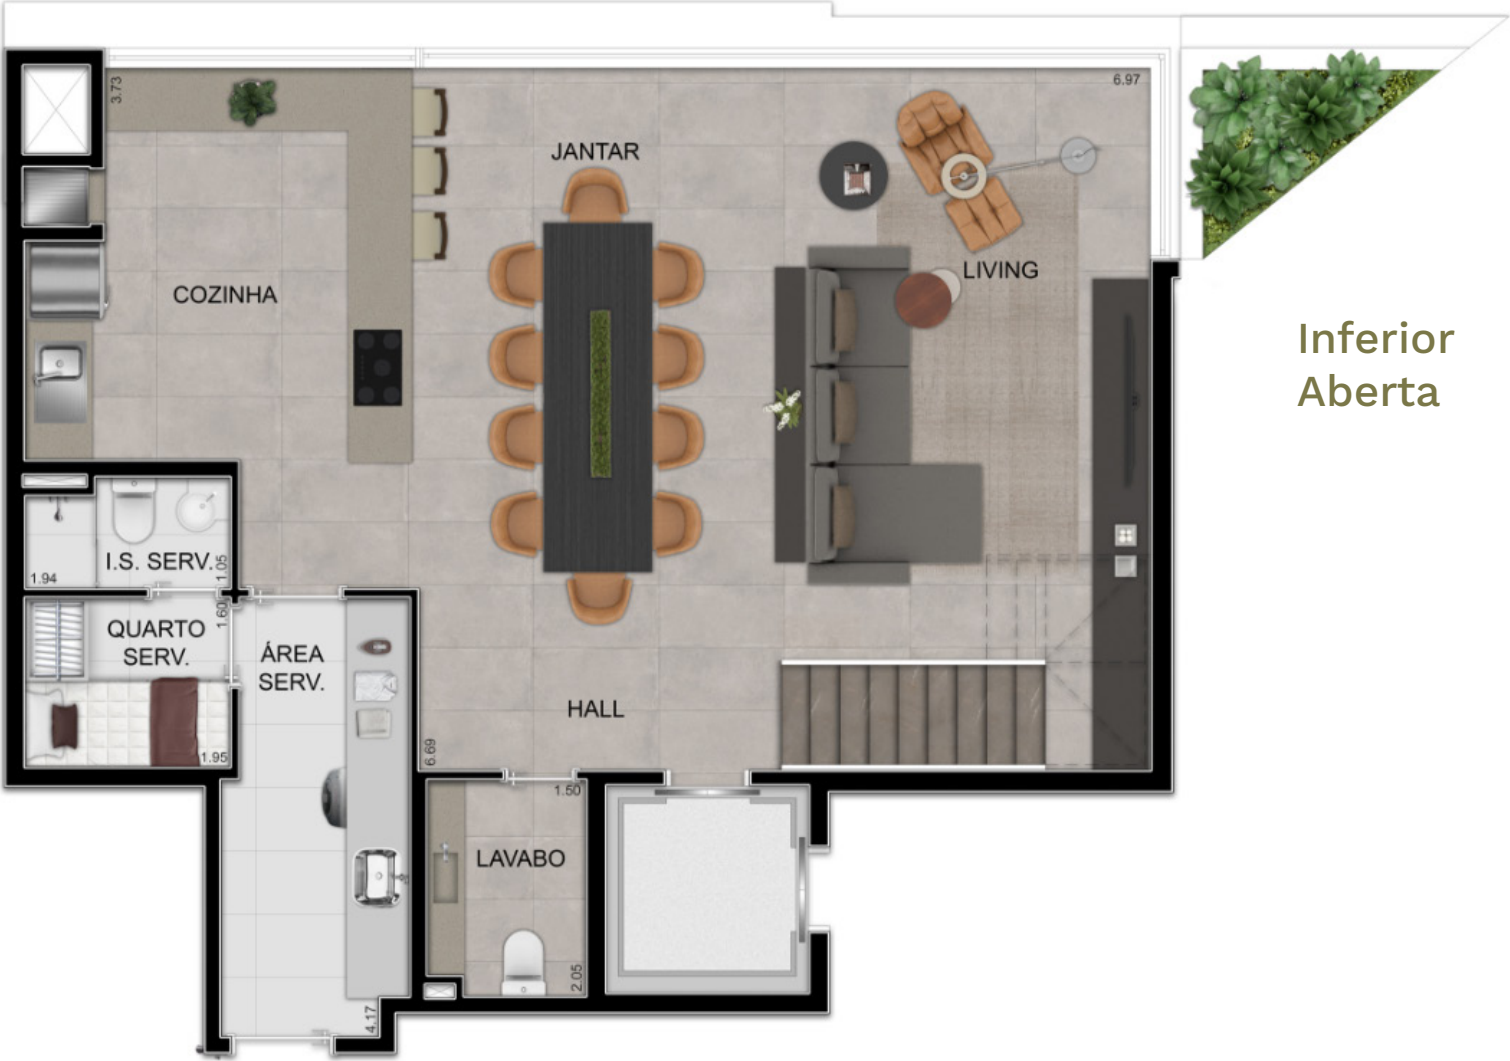 3.73
6.97
JANTAR
LIVING
COZINHA
Inferior
Aberta
I.S. SERV.
1.05
1.94
1.60
QUARTO
SERV.
ÁREA
SERV.
HALL
6.69
1.95
1.50
LAVABO
2.05
4.17